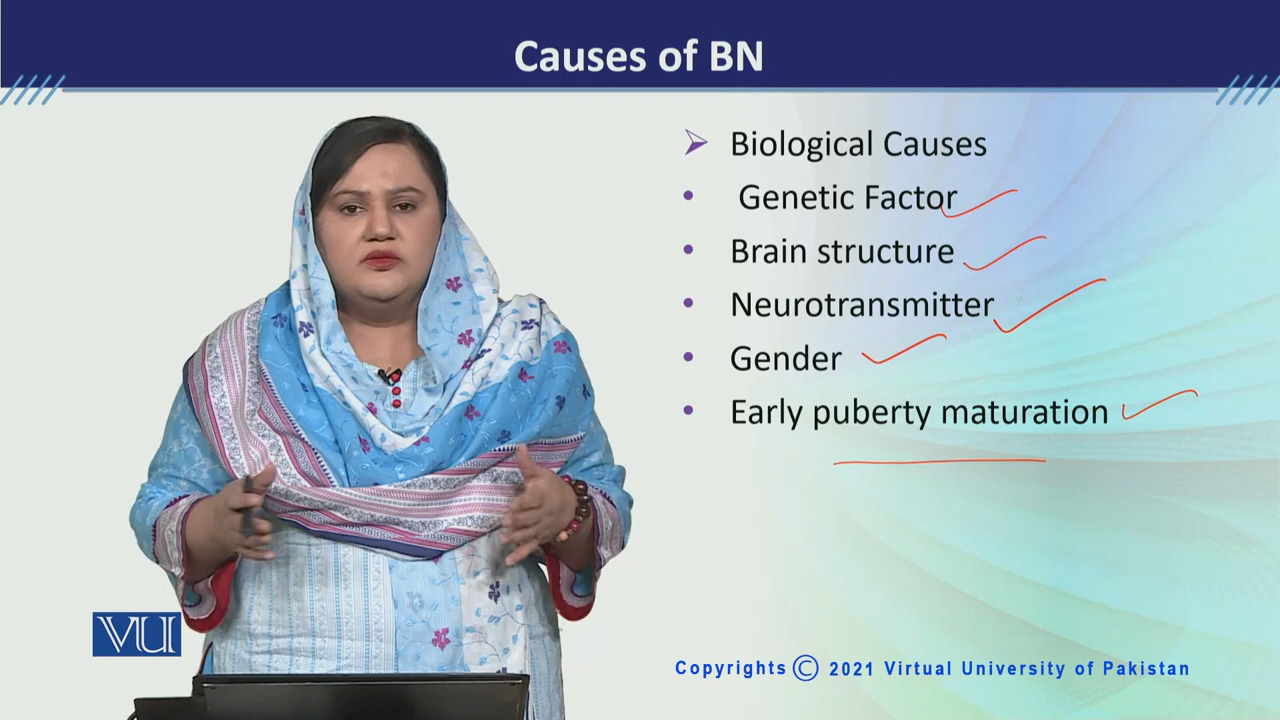 Causes of BN
Biological Causes
Genetic Factor
Brain structure
Neurotransmitter
Gender
Early puberty maturation
VU
Copyrights © 2021 Virtual University of Pakistan